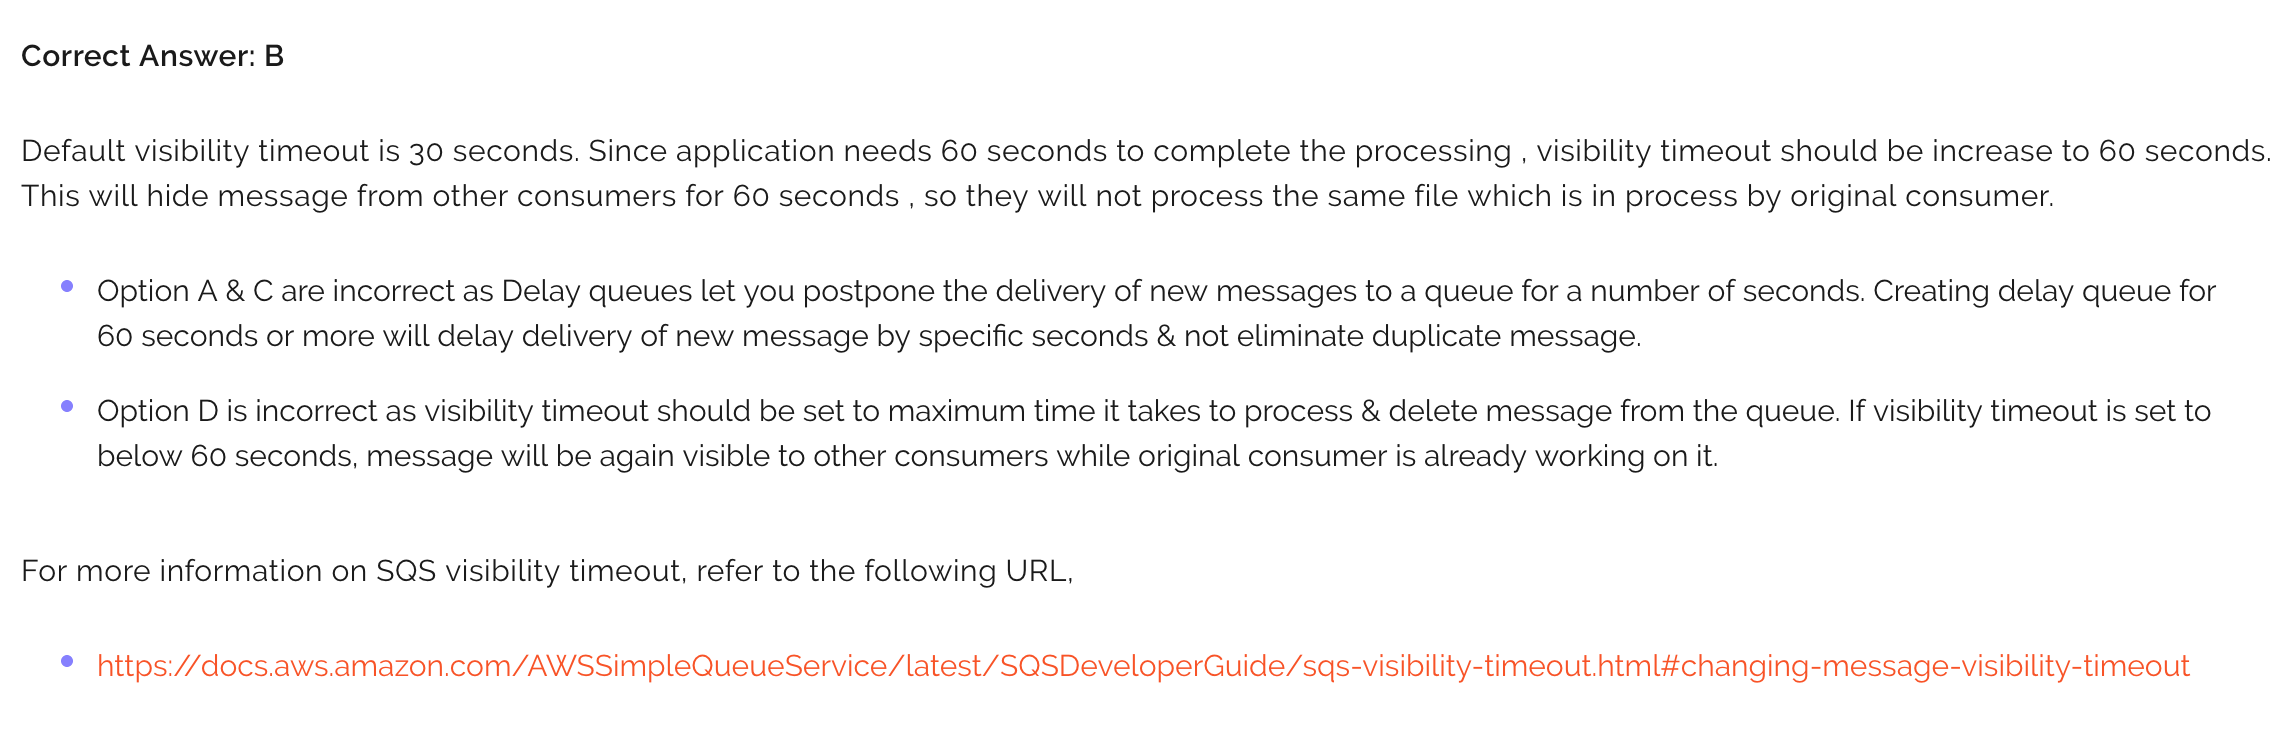 Correct Answer: B
Default visibility timeout is 30 seconds. Since application needs 60 seconds to complete the processing , visibility timeout should be increase to 60 seconds.
This will hide message from other consumers for 60 seconds , so they will not process the same file which is in process by original consumer.
Option A & C are incorrect as Delay queues let you postpone the delivery of new messages to a queue for a number of seconds. Creating delay queue for
60 seconds or more will delay delivery of new message by specific seconds & not eliminate duplicate message.
Option D is incorrect as visibility timeout should be set to maximum time it takes to process & delete message from the queue. If visibility timeout is set to
below 60 seconds, message will be again visible to other consumers while original consumer is already working on it.
For more information on SQS visibility timeout, refer to the following URL,
https://docs.aws.amazon.com/AWSSimpleQueueService/latest/SQSDeveloperGuide/sqs-visibility-timeout.html#changing-message-visibility-timeout